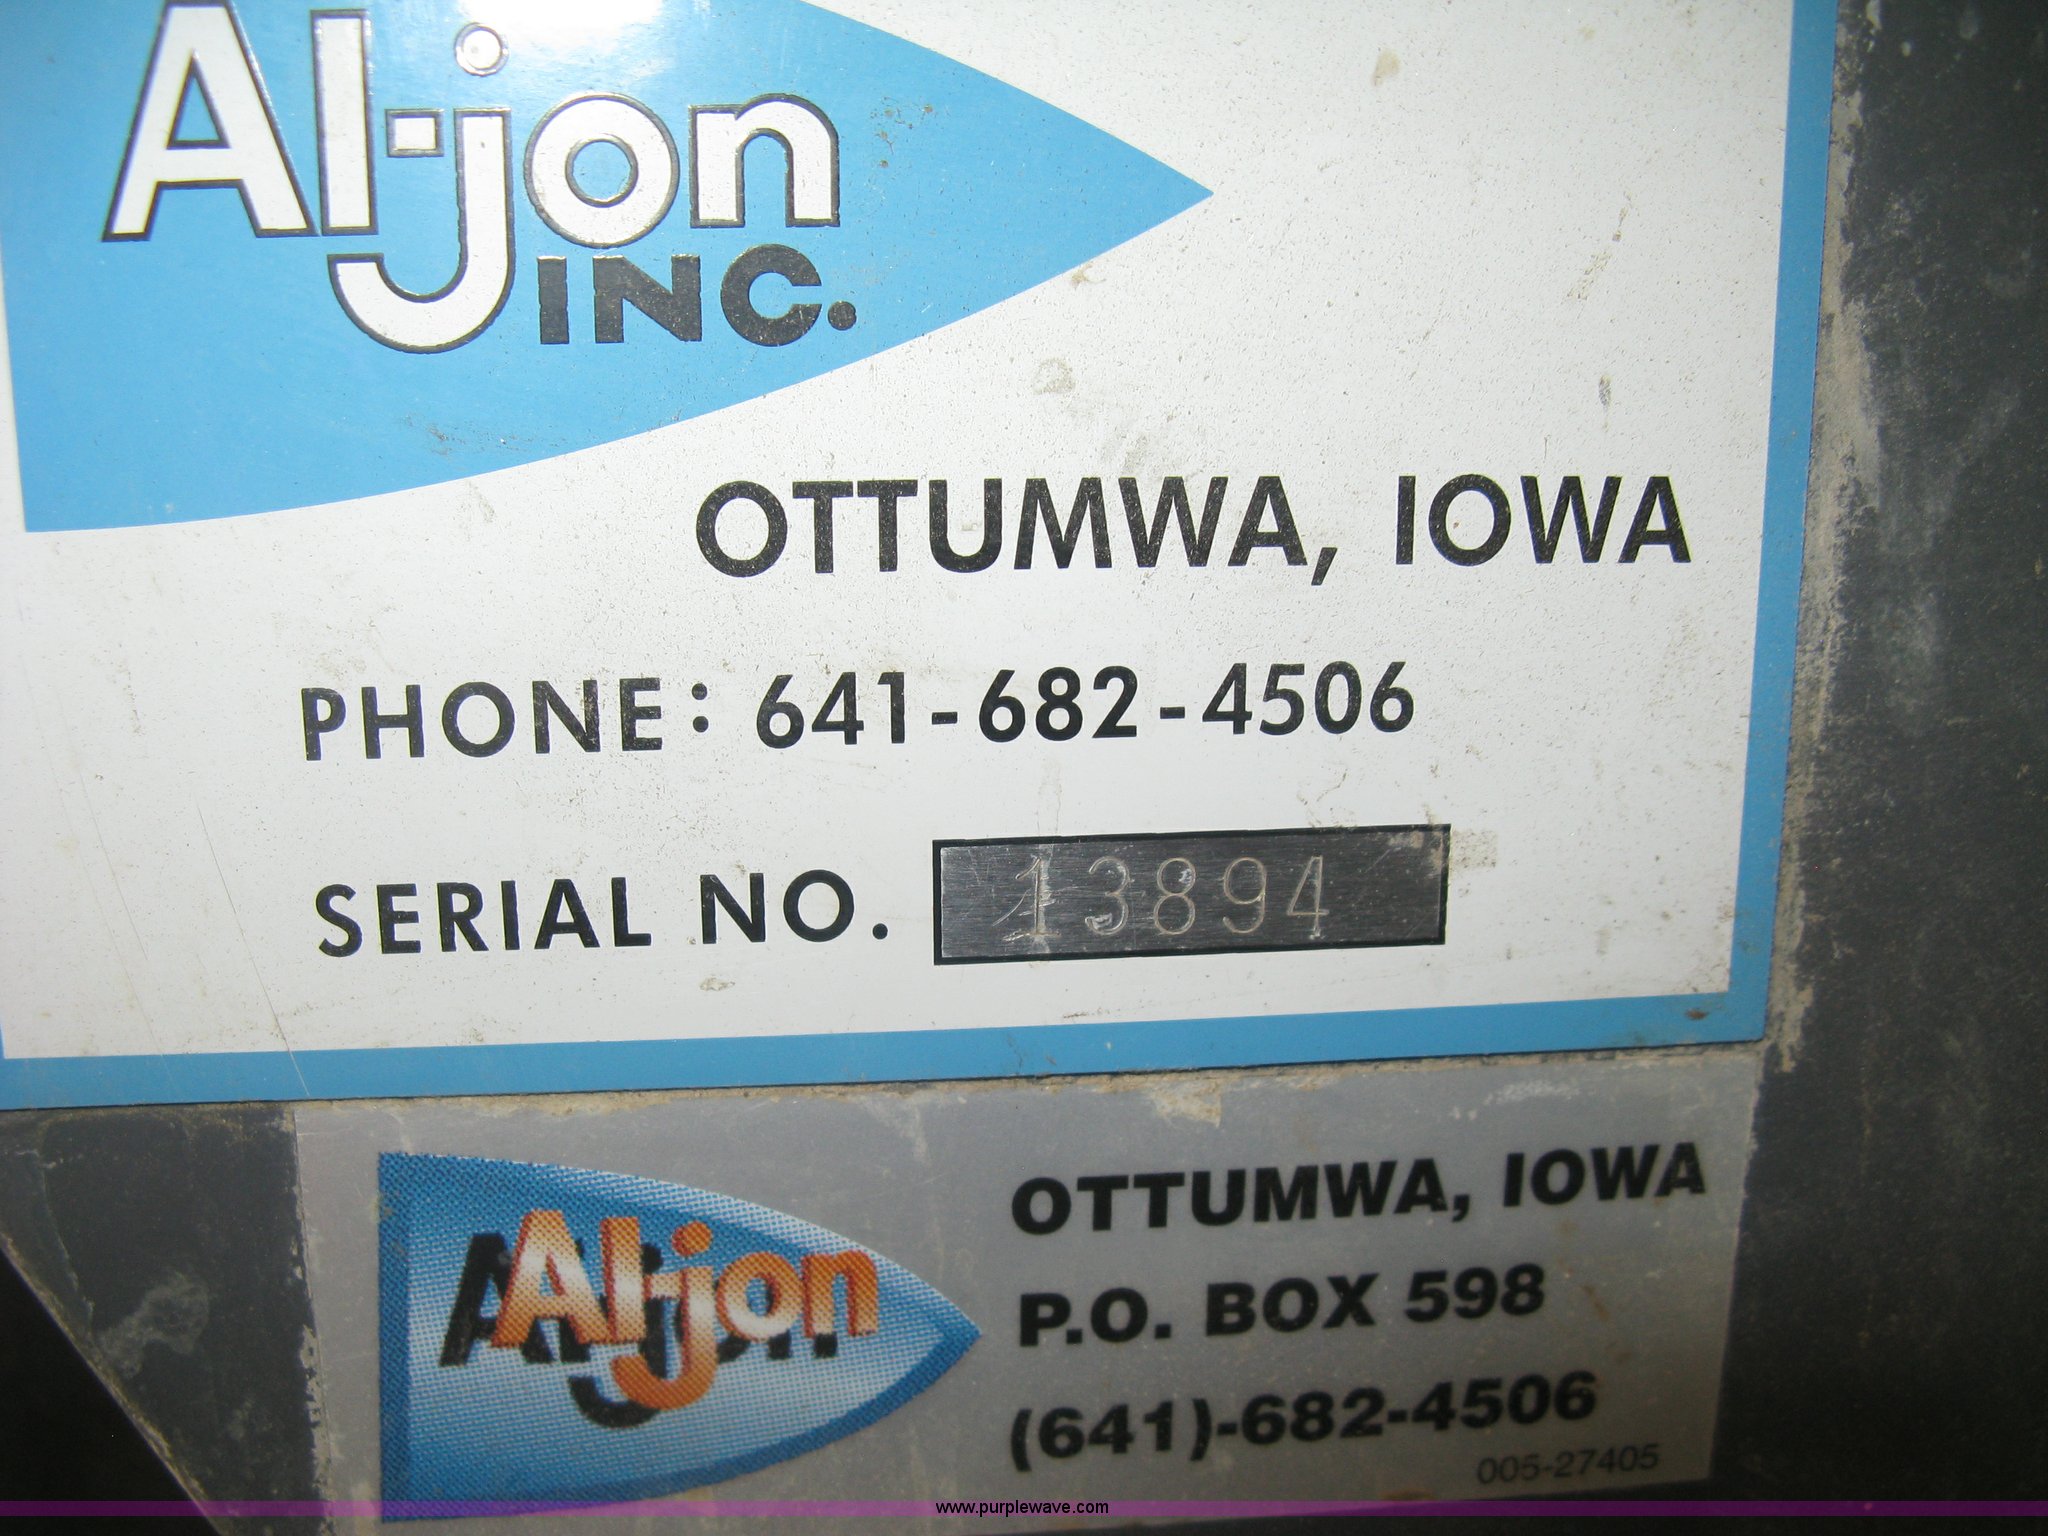 Al-jon
INC.
OTTUMWA, IOWA
PHONE: 641-682-4506
SERIAL NO. 13894
Al-jon
OTTUMWA, IOWA
P.O. BOX 598
(641)-682-4506
005-27405
www.purplewave.com